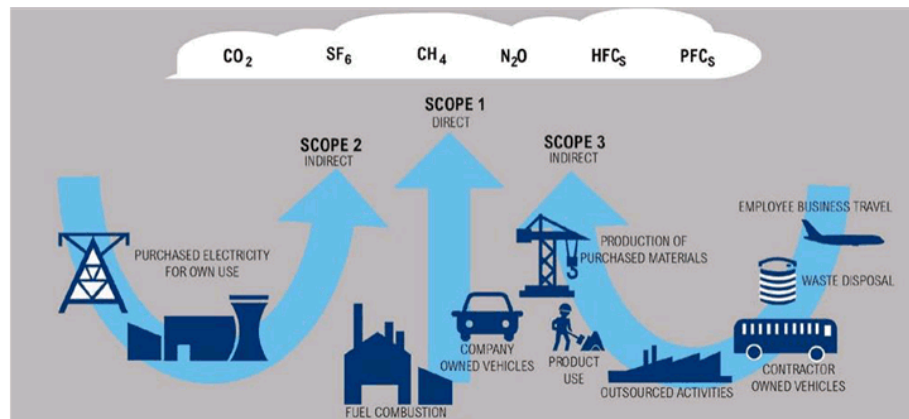 CO₂ SF₆ CH₄ N₂O HFCs PFCs
SCOPE 1
DIRECT
SCOPE 2
INDIRECT
SCOPE 3
INDIRECT
PURCHASED ELECTRICITY
FOR OWN USE
FUEL COMBUSTION
COMPANY
OWNED VEHICLES
PRODUCTION OF
PURCHASED MATERIALS
PRODUCT
USE
OUTSOURCED ACTIVITIES
EMPLOYEE BUSINESS TRAVEL
WASTE DISPOSAL
CONTRACTOR
OWNED VEHICLES